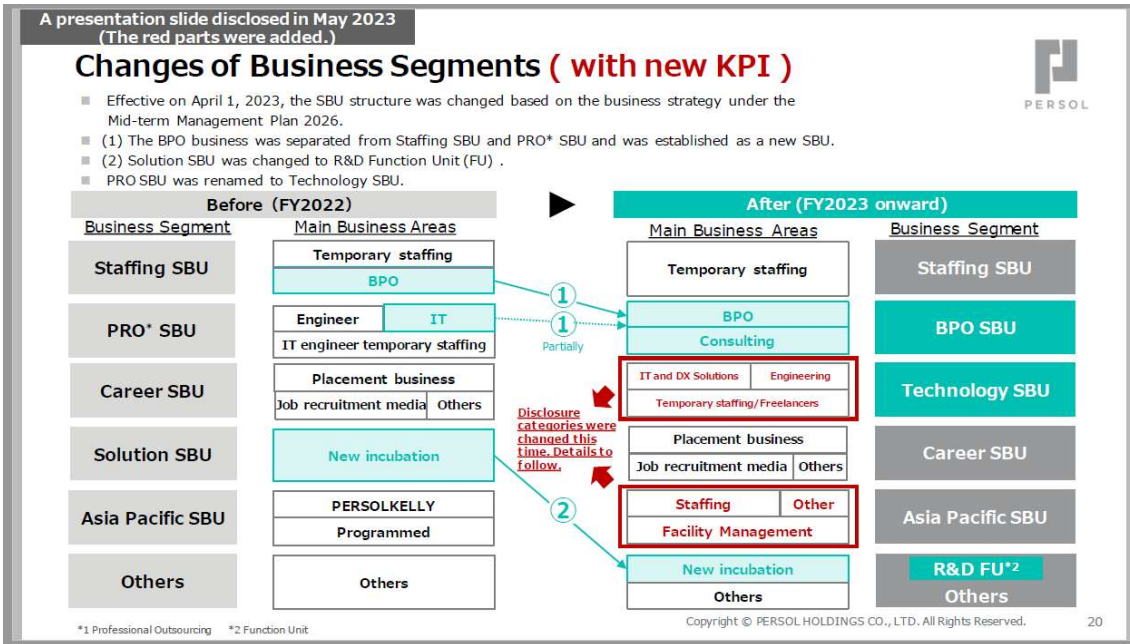 A presentation slide disclosed in May 2023
(The red parts were added.)
Changes of Business Segments ( with new KPI )
PERSOL
Effective on April 1, 2023, the SBU structure was changed based on the business strategy under the
Mid-term Management Plan 2026.
(1) The BPO business was separated from Staffing SBU and PRO* SBU and was established as a new SBU.
(2) Solution SBU was changed to R&D Function Unit (FU) .
PRO SBU was renamed to Technology SBU.
Before (FY2022)
After (FY2023 onward)
Business Segment
Main Business Areas
Main Business Areas
Business Segment
Staffing SBU
Temporary staffing
BPO
Temporary staffing
Staffing SBU
1
PRO* SBU
Engineer
IT
IT engineer temporary staffing
1
Partially
BPO
Consulting
BPO SBU
Career SBU
Placement business
Job recruitment media
Others
IT and DX Solutions
Engineering
Temporary staffing/Freelancers
Technology SBU
Disclosure
categories were
changed this
time. Details to
follow.
Solution SBU
New incubation
Placement business
Job recruitment media
Others
Career SBU
2
Asia Pacific SBU
PERSOLKELLY
Programmed
Staffing
Other
Facility Management
Asia Pacific SBU
Others
Others
New incubation
Others
R&D FU*2
Others
*1 Professional Outsourcing
*2 Function Unit
Copyright © PERSOL HOLDINGS CO., LTD. All Rights Reserved.
20